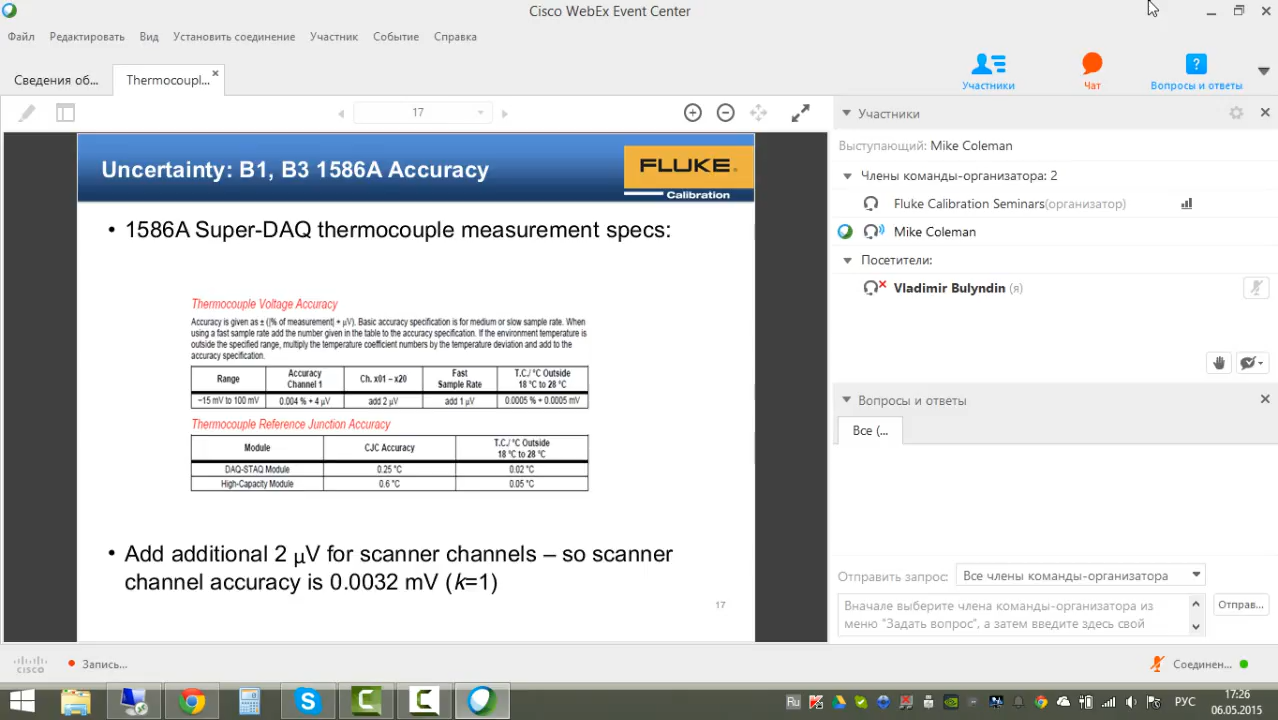 Cisco WebEx Event Center
Файл Редактировать Вид Установить соединение Участник Событие Справка
Сведения об... Thermocoupl...
Участники Чат Вопросы и ответы
17
Uncertainty: B1, B3 1586A Accuracy
FLUKE®
Calibration
• 1586A Super-DAQ thermocouple measurement specs:
Thermocouple Voltage Accuracy
Accuracy is given as ± (|% of measurement| + µV). Basic accuracy specification is for medium or slow sample rate. When
using a fast sample rate add the number given in the table to the accuracy specification. If the environment temperature is
outside the specified range, multiply the temperature coefficient numbers by the temperature deviation and add to the
accuracy specification.
Range Accuracy Channel 1 Ch. x01 – x20 Fast Sample Rate T.C./ °C Outside 18 °C to 28 °C
−15 mV to 100 mV 0.004 % + 4 µV add 2 µV add 1 µV 0.0005 % + 0.0005 mV
Thermocouple Reference Junction Accuracy
Module CJC Accuracy T.C./ °C Outside 18 °C to 28 °C
DAQ-STAQ Module 0.25 °C 0.02 °C
High-Capacity Module 0.6 °C 0.05 °C
• Add additional 2 µV for scanner channels – so scanner
channel accuracy is 0.0032 mV (k=1)
17
Участники
Выступающий: Mike Coleman
Члены команды-организатора: 2
Fluke Calibration Seminars(организатор)
Mike Coleman
Посетители:
Vladimir Bulyndin (я)
Вопросы и ответы
Все (...
Отправить запрос: Все члены команды-организатора
Вначале выберите члена команды-организатора из
меню "Задать вопрос", а затем введите здесь свой
Отправ...
cisco
Запись...
Соединен...
Ru
РУС
17:26
06.05.2015